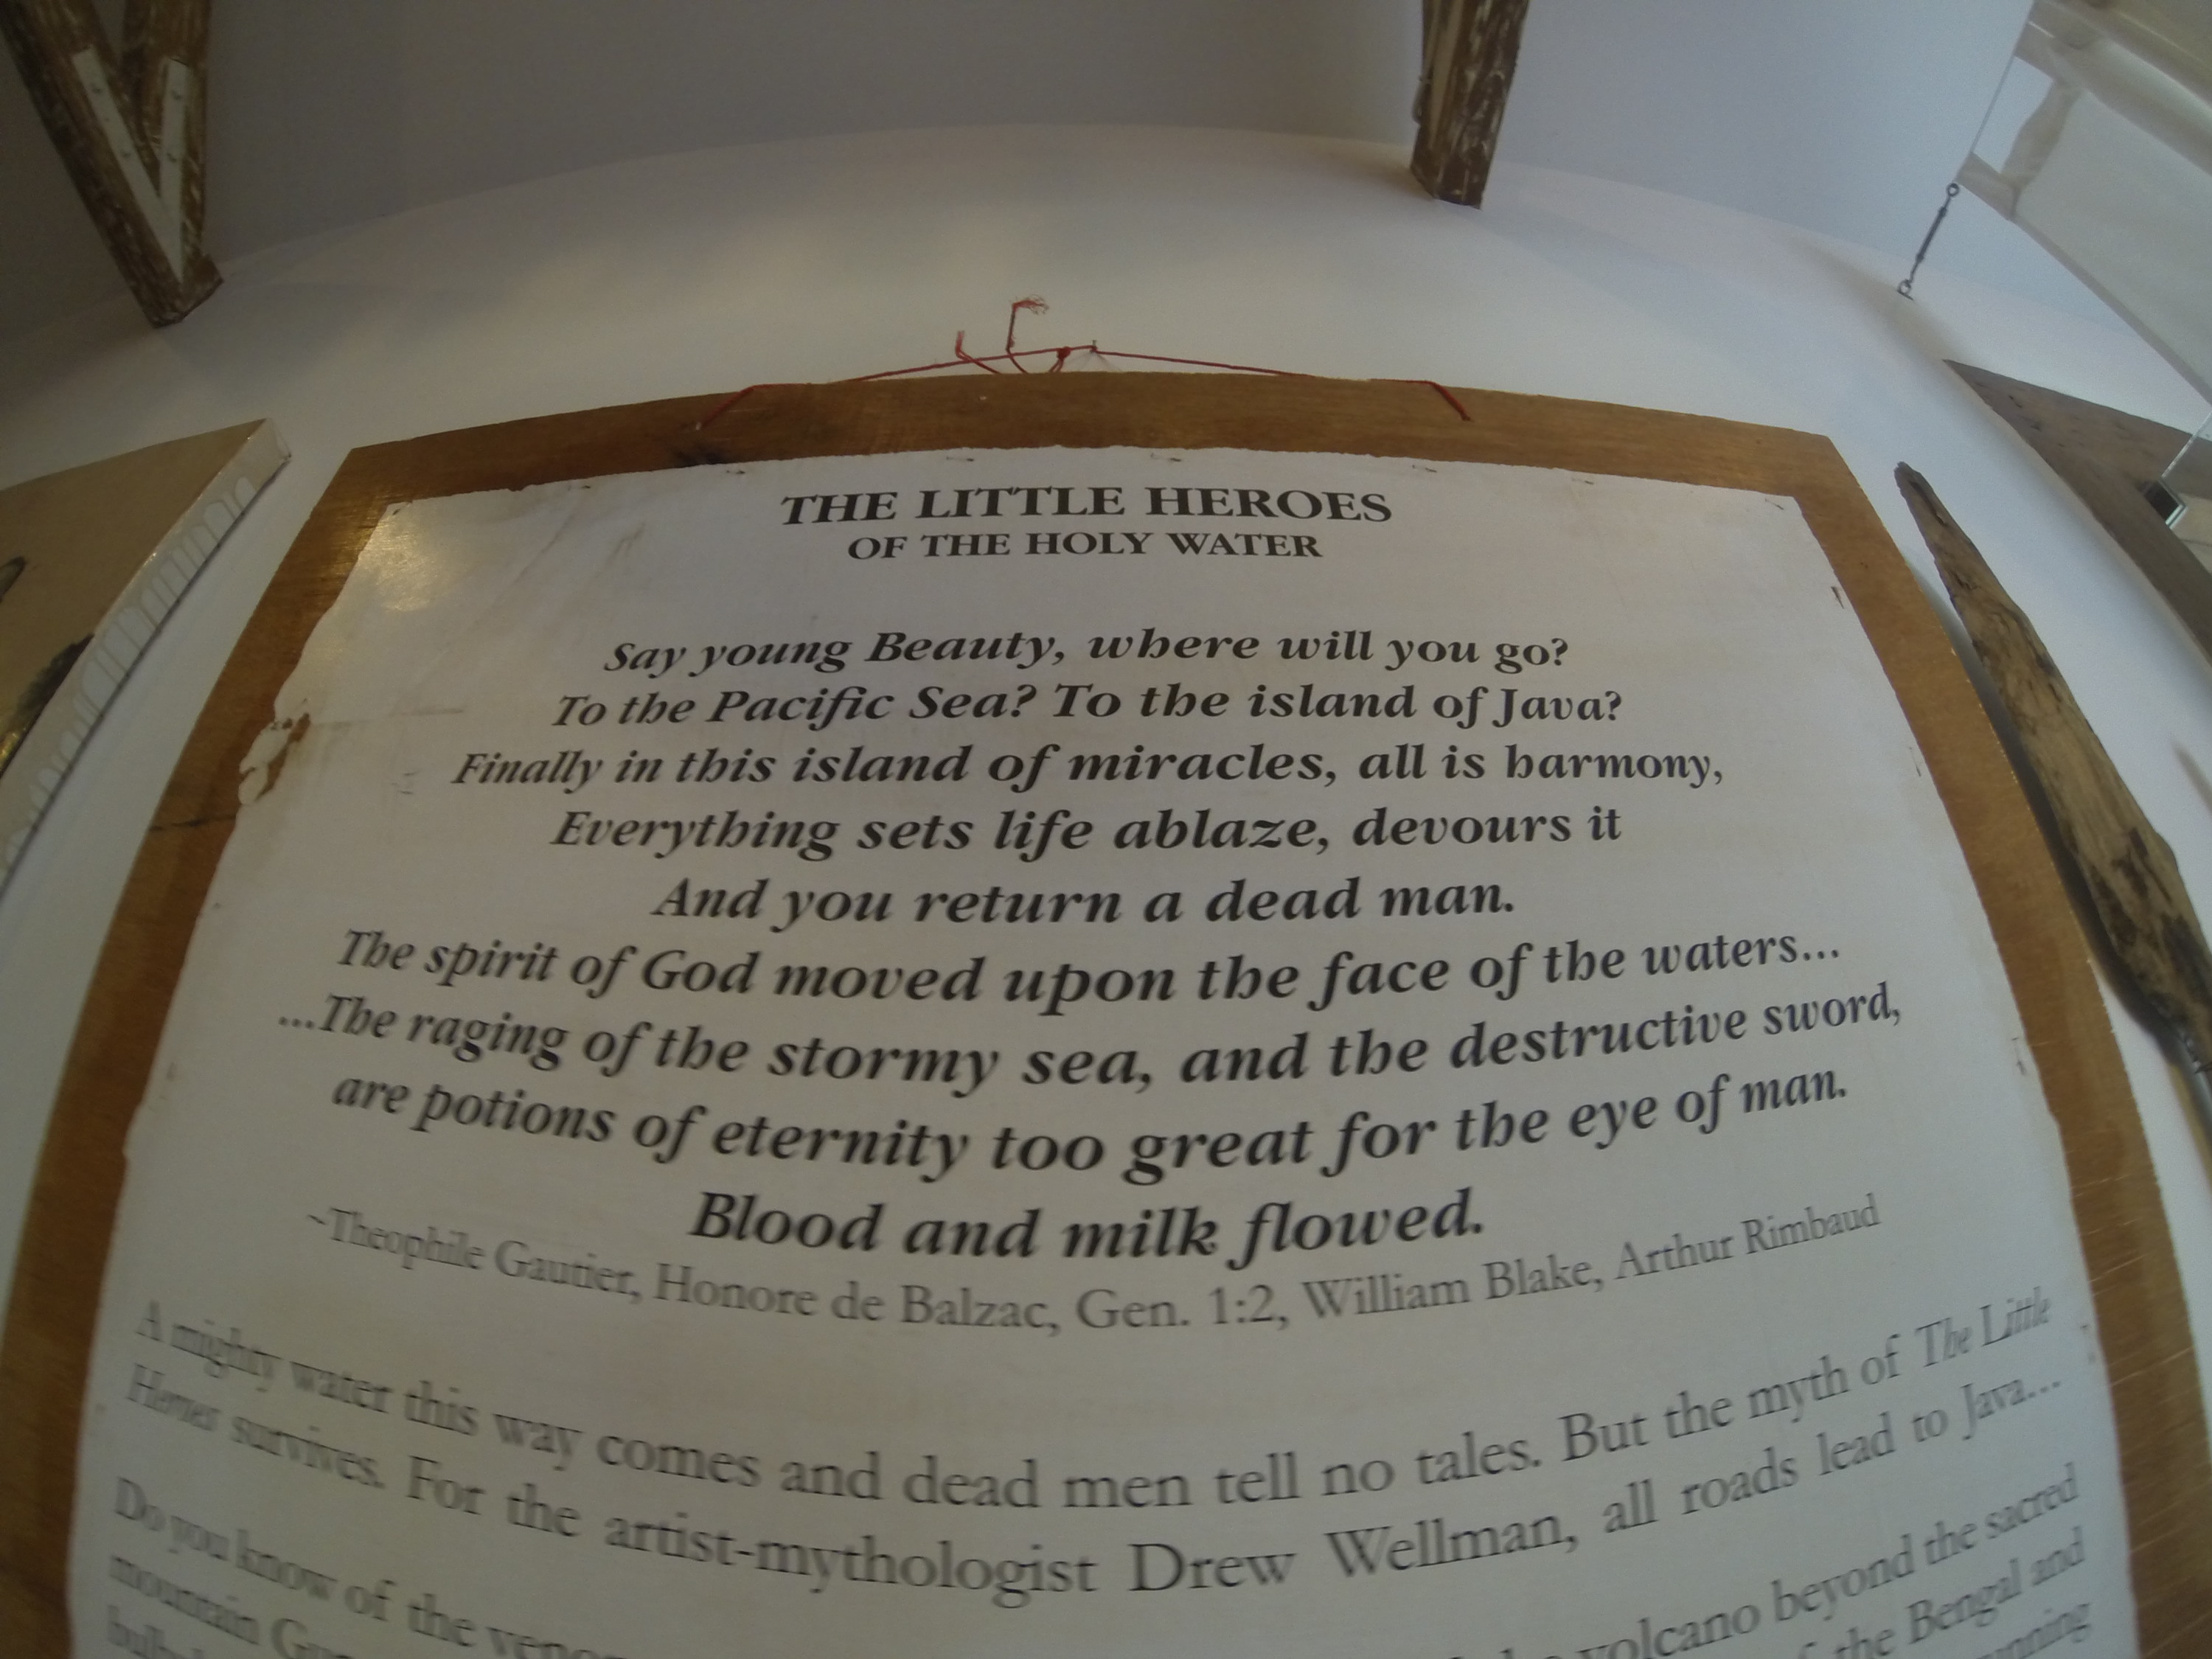 THE LITTLE HEROES
OF THE HOLY WATER
Say young Beauty, where will you go?
To the Pacific Sea? To the island of Java?
Finally in this island of miracles, all is harmony,
Everything sets life ablaze, devours it
And you return a dead man.
The spirit of God moved upon the face of the waters...
...The raging of the stormy sea, and the destructive sword,
are potions of eternity too great for the eye of man.
Blood and milk flowed.
~Theophile Gautier, Honore de Balzac, Gen. 1:2, William Blake, Arthur Rimbaud
A mighty water this way comes and dead men tell no tales. But the myth of The Little
Heroes survives. For the artist-mythologist Drew Wellman, all roads lead to Java...
Do you know of the volcano beyond the sacred
mountain the Bengal and